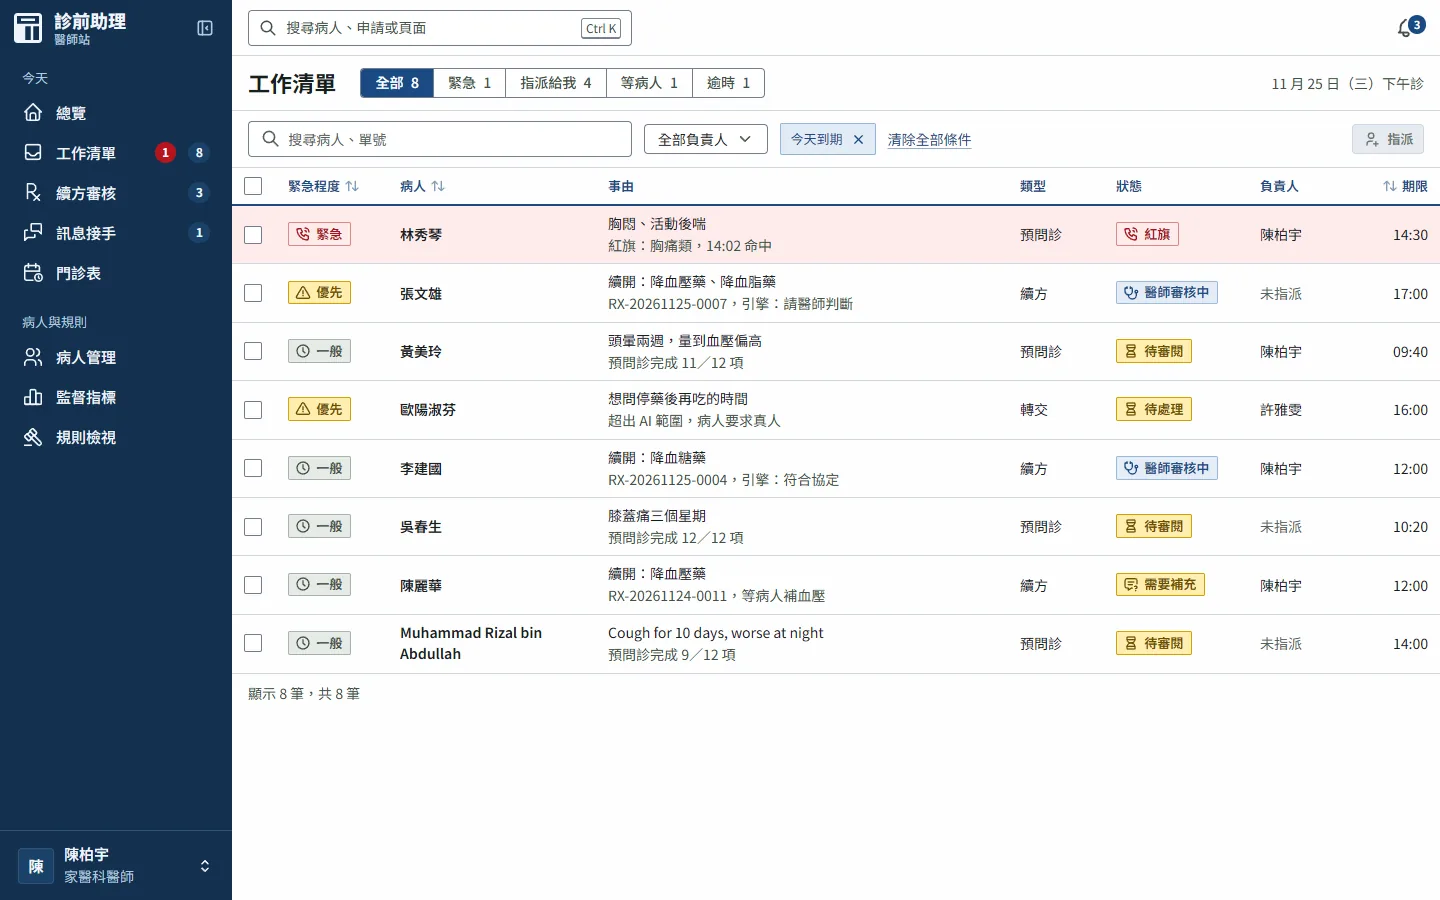 診前助理
醫師站
今天
總覽
工作清單 1 8
續方審核 3
訊息接手 1
門診表
病人與規則
病人管理
監督指標
規則檢視
陳
陳柏宇
家醫科醫師
搜尋病人、申請或頁面 Ctrl K
3
工作清單 全部 8 緊急 1 指派給我 4 等病人 1 逾時 1 11 月 25 日（三）下午診
搜尋病人、單號 全部負責人 今天到期 清除全部條件 指派
緊急程度 病人 事由 類型 狀態 負責人 期限
緊急 林秀琴 胸悶、活動後喘 預問診 紅旗 陳柏宇 14:30
紅旗：胸痛類，14:02 命中
優先 張文雄 續開：降血壓藥、降血脂藥 續方 醫師審核中 未指派 17:00
RX-20261125-0007，引擎：請醫師判斷
一般 黃美玲 頭暈兩週，量到血壓偏高 預問診 待審閱 陳柏宇 09:40
預問診完成 11／12 項
優先 歐陽淑芬 想問停藥後再吃的時間 轉交 待處理 許雅雯 16:00
超出 AI 範圍，病人要求真人
一般 李建國 續開：降血糖藥 續方 醫師審核中 陳柏宇 12:00
RX-20261125-0004，引擎：符合協定
一般 吳春生 膝蓋痛三個星期 預問診 待審閱 未指派 10:20
預問診完成 12／12 項
一般 陳麗華 續開：降血壓藥 續方 需要補充 陳柏宇 12:00
RX-20261124-0011，等病人補血壓
一般 Muhammad Rizal bin Abdullah Cough for 10 days, worse at night 預問診 待審閱 未指派 14:00
預問診完成 9／12 項
顯示 8 筆，共 8 筆